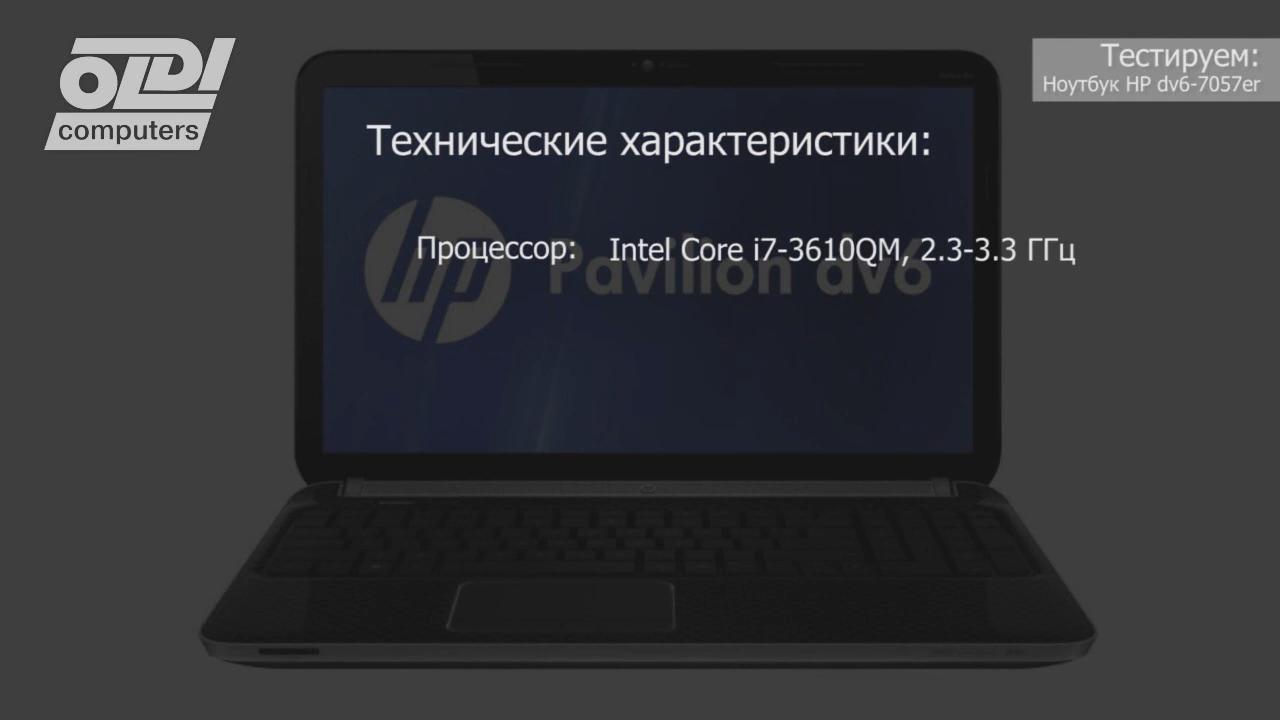 OLDI
computers
Тестируем:
Ноутбук HP dv6-7057er
Технические характеристики:
Процессор: Intel Core i7-3610QM, 2.3-3.3 ГГц
hp Pavilion dv6